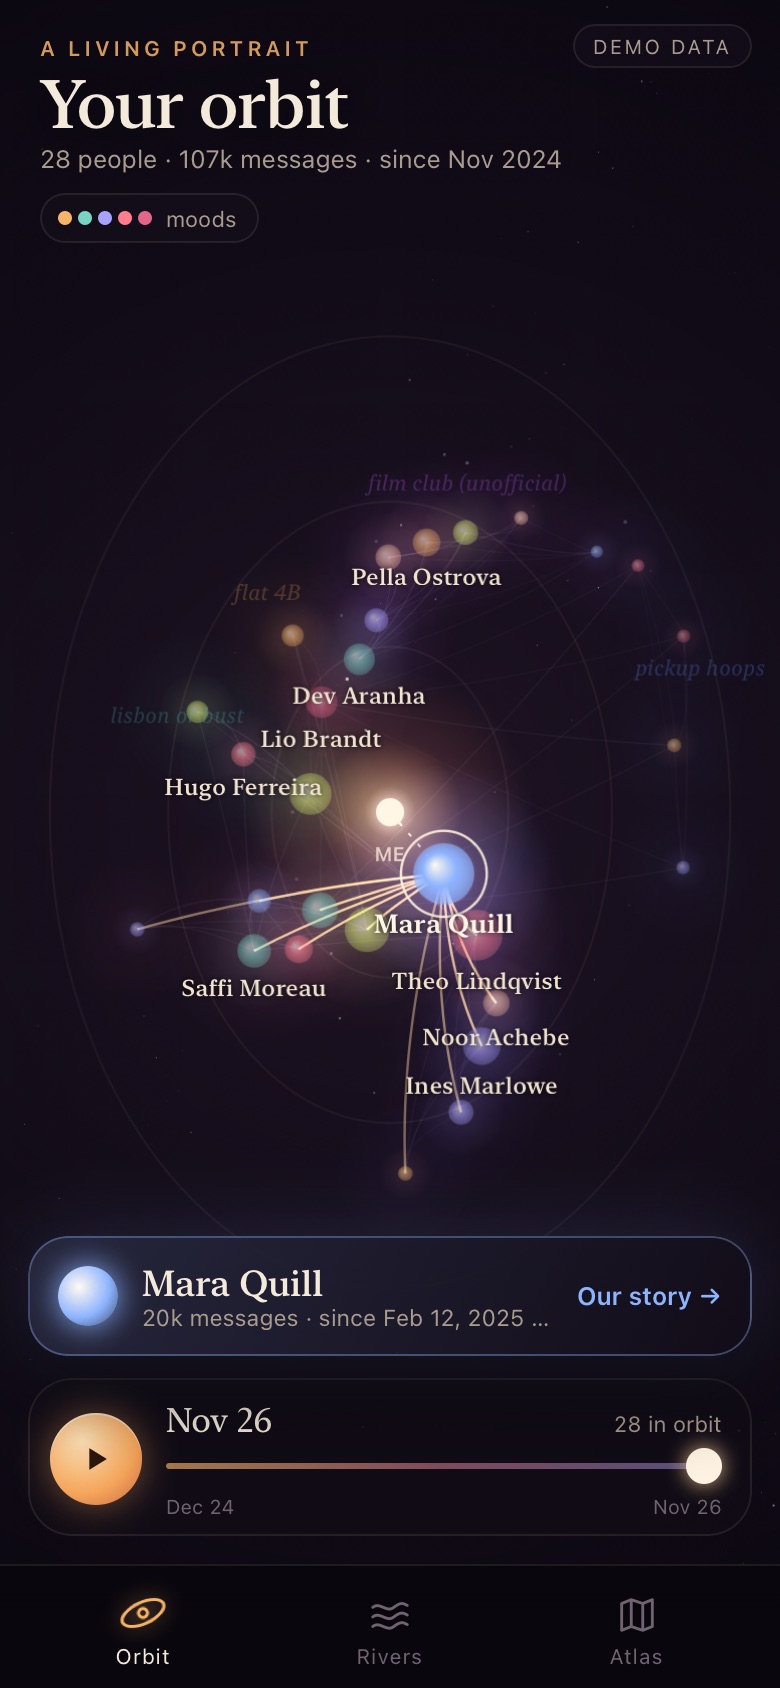 A LIVING PORTRAIT
DEMO DATA
Your orbit
28 people · 107k messages · since Nov 2024
moods
film club (unofficial)
Pella Ostrova
flat 4B
pickup hoops
Dev Aranha
lisbon or bust
Lio Brandt
Hugo Ferreira
ME
Mara Quill
Theo Lindqvist
Saffi Moreau
Noor Achebe
Ines Marlowe
Mara Quill
20k messages · since Feb 12, 2025 ...
Our story →
Nov 26
28 in orbit
Dec 24
Nov 26
Orbit
Rivers
Atlas